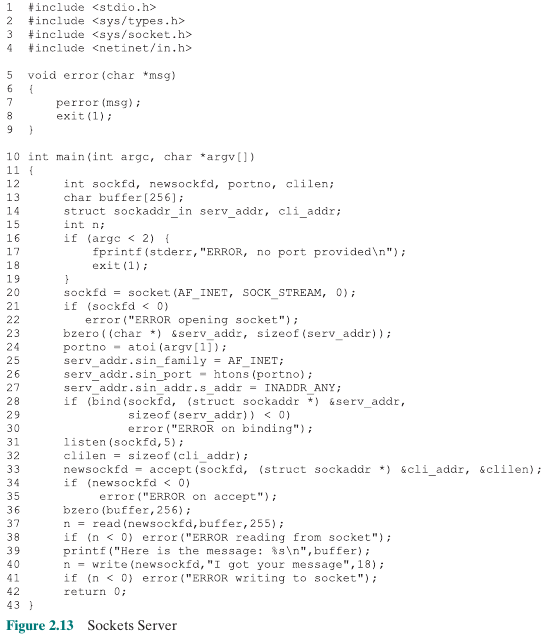 1 #include <stdio.h>
2 #include <sys/types.h>
3 #include <sys/socket.h>
4 #include <netinet/in.h>
5 void error(char *msg)
6 {
7 perror(msg);
8 exit(1);
9 }
10 int main(int argc, char *argv[])
11 {
12 int sockfd, newsockfd, portno, clilen;
13 char buffer[256];
14 struct sockaddr_in serv_addr, cli_addr;
15 int n;
16 if (argc < 2) {
17 fprintf(stderr,"ERROR, no port provided\n");
18 exit(1);
19 }
20 sockfd = socket(AF_INET, SOCK_STREAM, 0);
21 if (sockfd < 0)
22 error("ERROR opening socket");
23 bzero((char *) &serv_addr, sizeof(serv_addr));
24 portno = atoi(argv[1]);
25 serv_addr.sin_family = AF_INET;
26 serv_addr.sin_port = htons(portno);
27 serv_addr.sin_addr.s_addr = INADDR_ANY;
28 if (bind(sockfd, (struct sockaddr *) &serv_addr,
29 sizeof(serv_addr)) < 0)
30 error("ERROR on binding");
31 listen(sockfd,5);
32 clilen = sizeof(cli_addr);
33 newsockfd = accept(sockfd, (struct sockaddr *) &cli_addr, &clilen);
34 if (newsockfd < 0)
35 error("ERROR on accept");
36 bzero(buffer,256);
37 n = read(newsockfd,buffer,255);
38 if (n < 0) error("ERROR reading from socket");
39 printf("Here is the message: %s\n",buffer);
40 n = write(newsockfd,"I got your message",18);
41 if (n < 0) error("ERROR writing to socket");
42 return 0;
43 }
Figure 2.13 Sockets Server